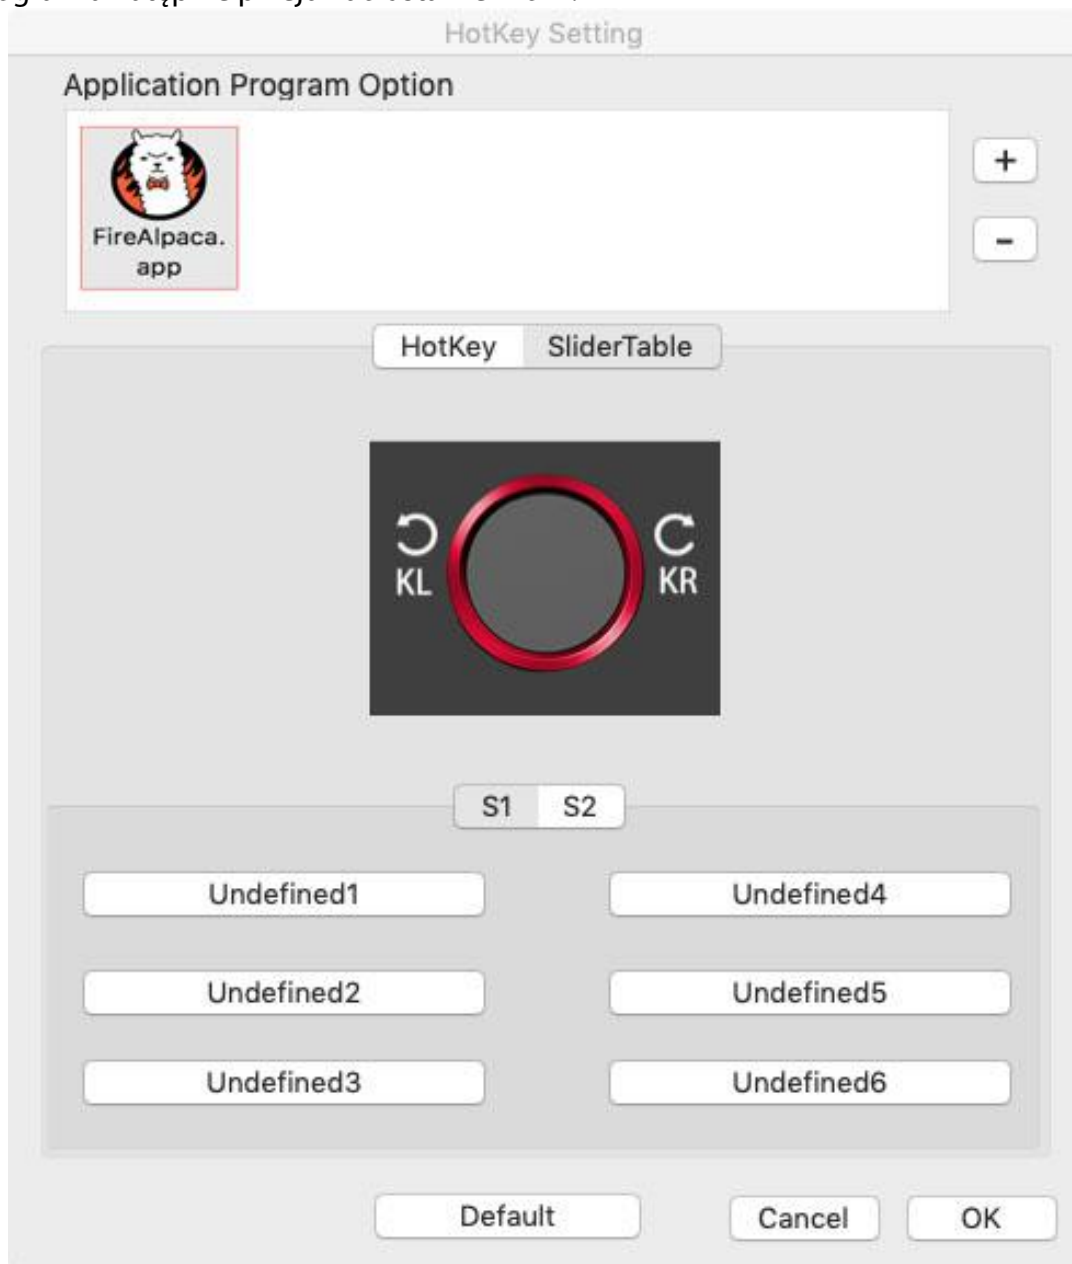 HotKey Setting
Application Program Option
FireAlpaca.
app
+
-
HotKey SliderTable
KL KR
S1 S2
Undefined1 Undefined4
Undefined2 Undefined5
Undefined3 Undefined6
Default Cancel OK